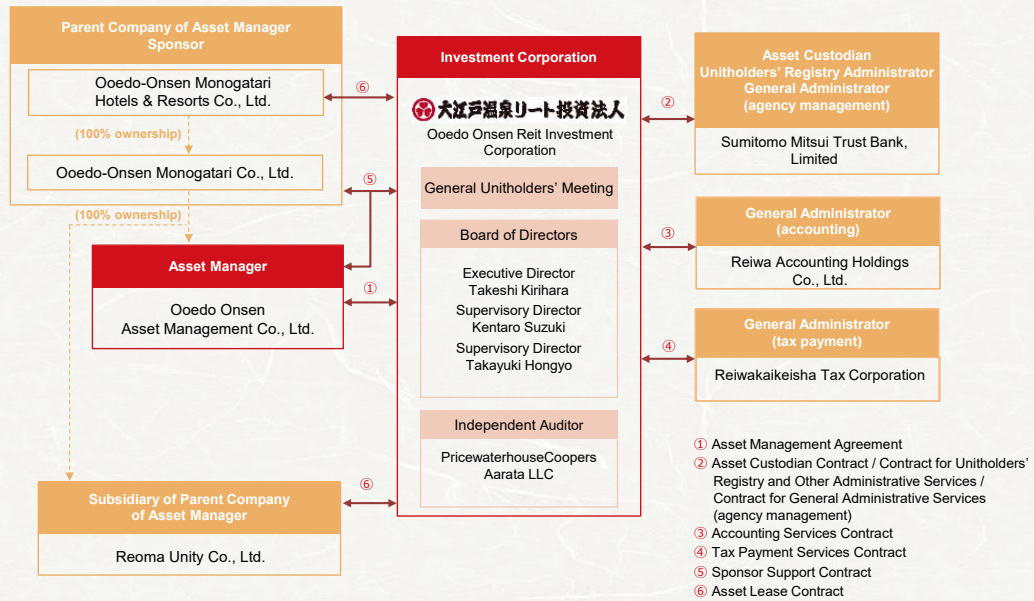 Parent Company of Asset Manager
Sponsor
Ooedo-Onsen Monogatari
Hotels & Resorts Co., Ltd.
(100% ownership)
Ooedo-Onsen Monogatari Co., Ltd.
(100% ownership)
⑥
⑤
Asset Manager
Ooedo Onsen
Asset Management Co., Ltd.
①
Subsidiary of Parent Company
of Asset Manager
Reoma Unity Co., Ltd.
⑥
Investment Corporation
大江戸温泉リート投資法人
Ooedo Onsen Reit Investment
Corporation
General Unitholders’ Meeting
Board of Directors
Executive Director
Takeshi Kirihara
Supervisory Director
Kentaro Suzuki
Supervisory Director
Takayuki Hongyo
Independent Auditor
PricewaterhouseCoopers
Aarata LLC
②
Asset Custodian
Unitholders’ Registry Administrator
General Administrator
(agency management)
Sumitomo Mitsui Trust Bank,
Limited
③
General Administrator
(accounting)
Reiwa Accounting Holdings
Co., Ltd.
④
General Administrator
(tax payment)
Reiwakaikeisha Tax Corporation
① Asset Management Agreement
② Asset Custodian Contract / Contract for Unitholders’
Registry and Other Administrative Services /
Contract for General Administrative Services
(agency management)
③ Accounting Services Contract
④ Tax Payment Services Contract
⑤ Sponsor Support Contract
⑥ Asset Lease Contract